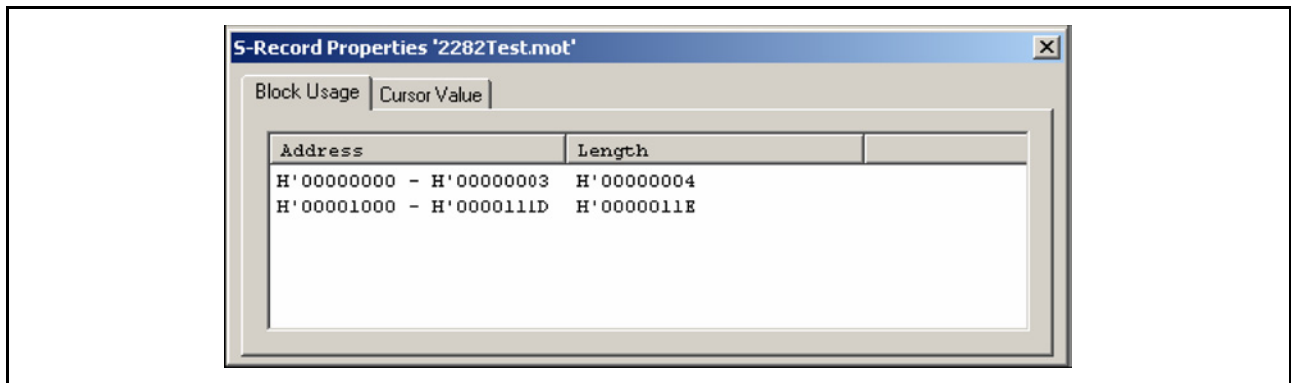 S-Record Properties '2282Test.mot'
Block Usage Cursor Value
Address Length
H'00000000 - H'00000003 H'00000004
H'00001000 - H'0000111D H'0000011E